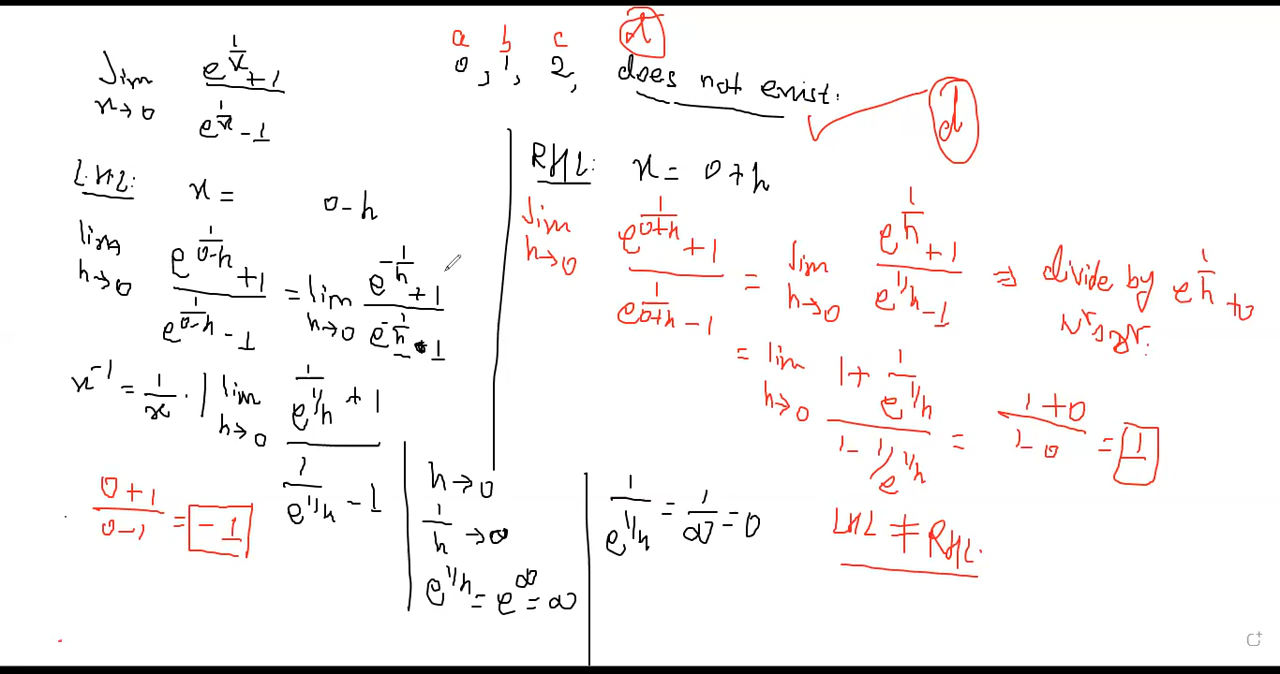 a b c d
0, 1, 2, does not exist.
d
lim x→0 (e^(1/x) + 1)/(e^(1/x) - 1)
L.H.L: x = 0-h
lim h→0 (e^(1/(0-h)) + 1)/(e^(1/(0-h)) - 1) = lim h→0 (e^(-1/h) + 1)/(e^(-1/h) - 1)
x^-1 = 1/x . | lim h→0 (1/e^(1/h) + 1)/(1/e^(1/h) - 1)
(0+1)/(0-1) = -1
h→0
1/h → ∞
e^(1/h) = e^∞ = ∞
1/e^(1/h) = 1/∞ = 0
RHL: x = 0+h
lim h→0 (e^(1/(0+h)) + 1)/(e^(1/(0+h)) - 1) = lim h→0 (e^(1/h) + 1)/(e^(1/h) - 1) ⇒ divide by e^(1/h) to
N^r & D^r.
= lim h→0 (1 + 1/e^(1/h))/(1 - 1/e^(1/h)) = (1+0)/(1-0) = 1
LHL ≠ RHL.